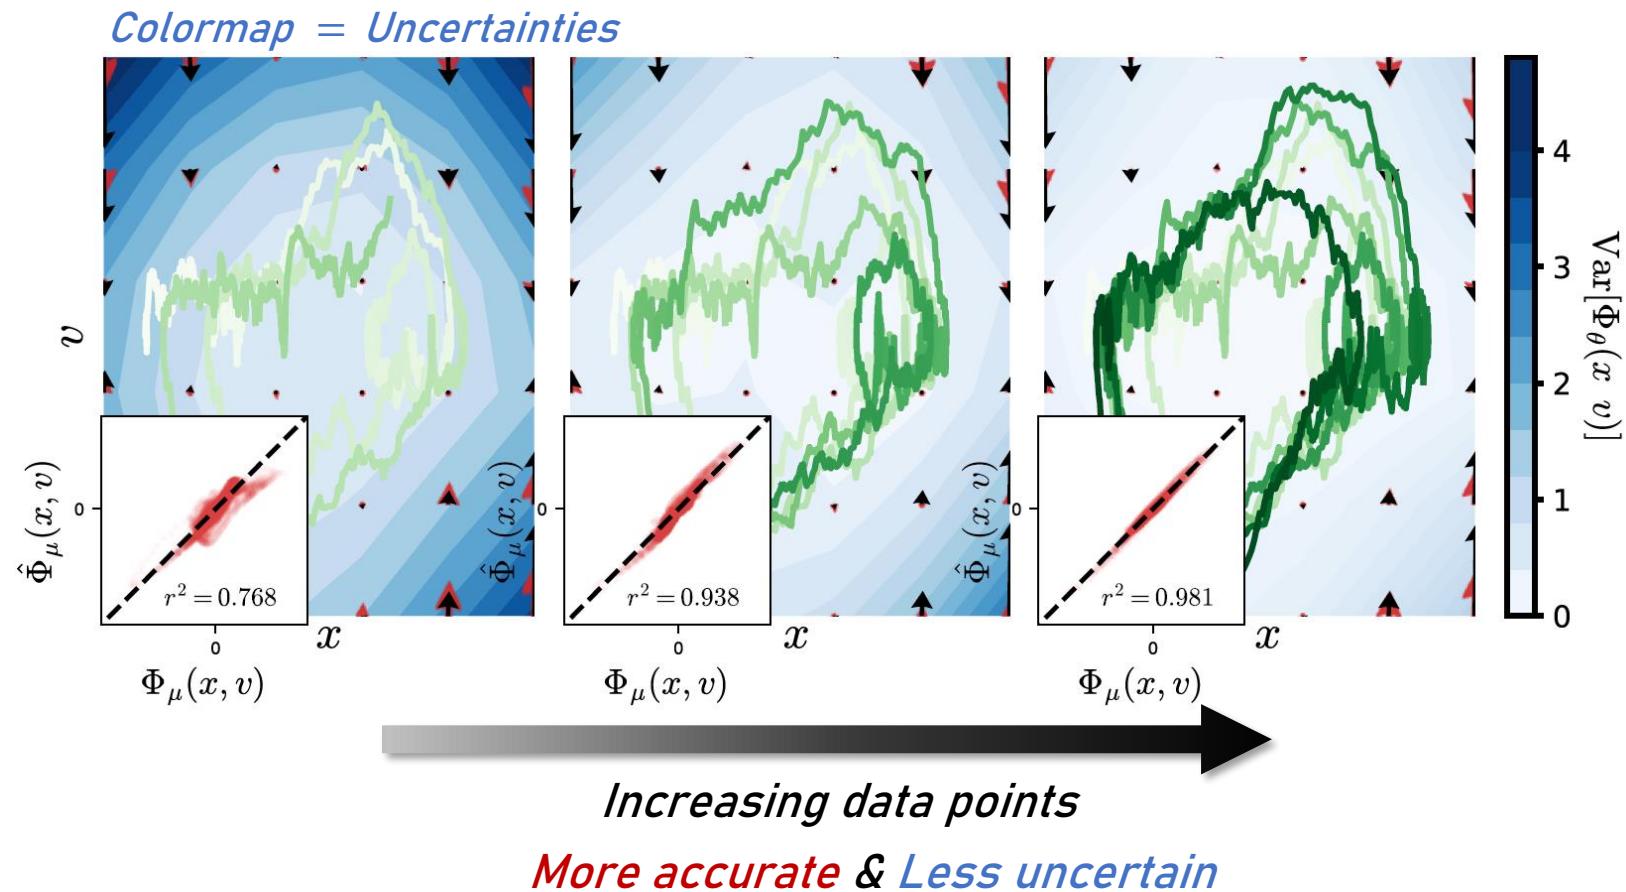 Colormap = Uncertainties
v
Φ̂μ(x, v)
0
r² = 0.768
0
x
Φμ(x, v)
Φ̂μ(x, v)
0
r² = 0.938
0
x
Φμ(x, v)
Φ̂μ(x, v)
0
r² = 0.981
0
x
Φμ(x, v)
4
3
2
1
0
Var[Φθ(x v)]
Increasing data points
More accurate & Less uncertain